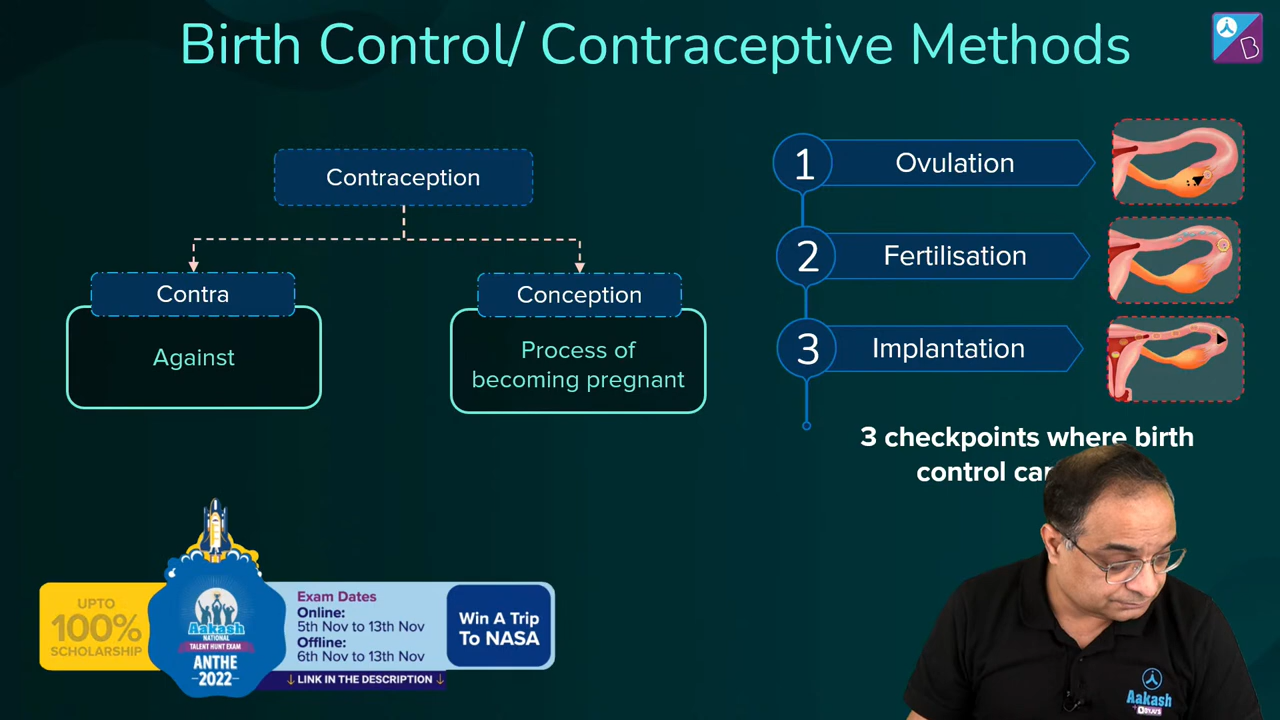 Birth Control/ Contraceptive Methods
Contraception
Contra
Against
Conception
Process of
becoming pregnant
1 Ovulation
2 Fertilisation
3 Implantation
3 checkpoints where birth
control
UPTO
100%
SCHOLARSHIP
Aakash
NATIONAL
TALENT HUNT EXAM
ANTHE
-2022-
Exam Dates
Online:
5th Nov to 13th Nov
Offline:
6th Nov to 13th Nov
↓ LINK IN THE DESCRIPTION ↓
Win A Trip
To NASA
Aakash
+BYJU'S
B